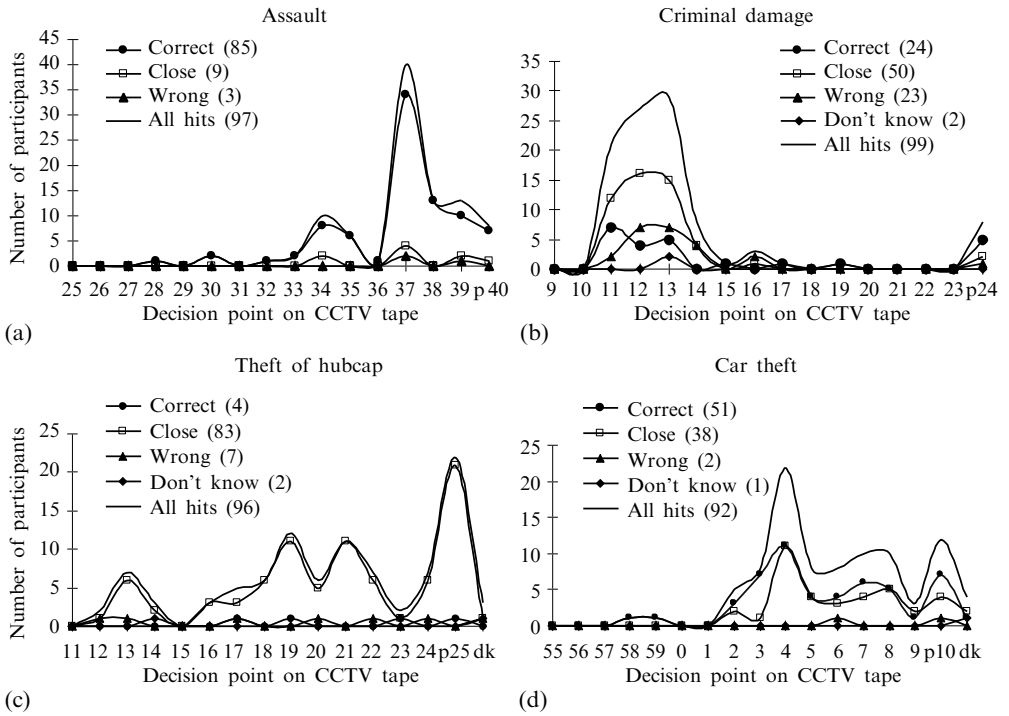 Assault
Number of participants
45
40
35
30
25
20
15
10
5
0
Correct (85)
Close (9)
Wrong (3)
All hits (97)
25 26 27 28 29 30 31 32 33 34 35 36 37 38 39 p 40
Decision point on CCTV tape
(a)
Criminal damage
35
30
25
20
15
10
5
0
Correct (24)
Close (50)
Wrong (23)
Don't know (2)
All hits (99)
9 10 11 12 13 14 15 16 17 18 19 20 21 22 23 p24
Decision point on CCTV tape
(b)
Theft of hubcap
Number of participants
25
20
15
10
5
0
Correct (4)
Close (83)
Wrong (7)
Don't know (2)
All hits (96)
11 12 13 14 15 16 17 18 19 20 21 22 23 24 p25 dk
Decision point on CCTV tape
(c)
Car theft
25
20
15
10
5
0
Correct (51)
Close (38)
Wrong (2)
Don't know (1)
All hits (92)
55 56 57 58 59 0 1 2 3 4 5 6 7 8 9 p10 dk
Decision point on CCTV tape
(d)